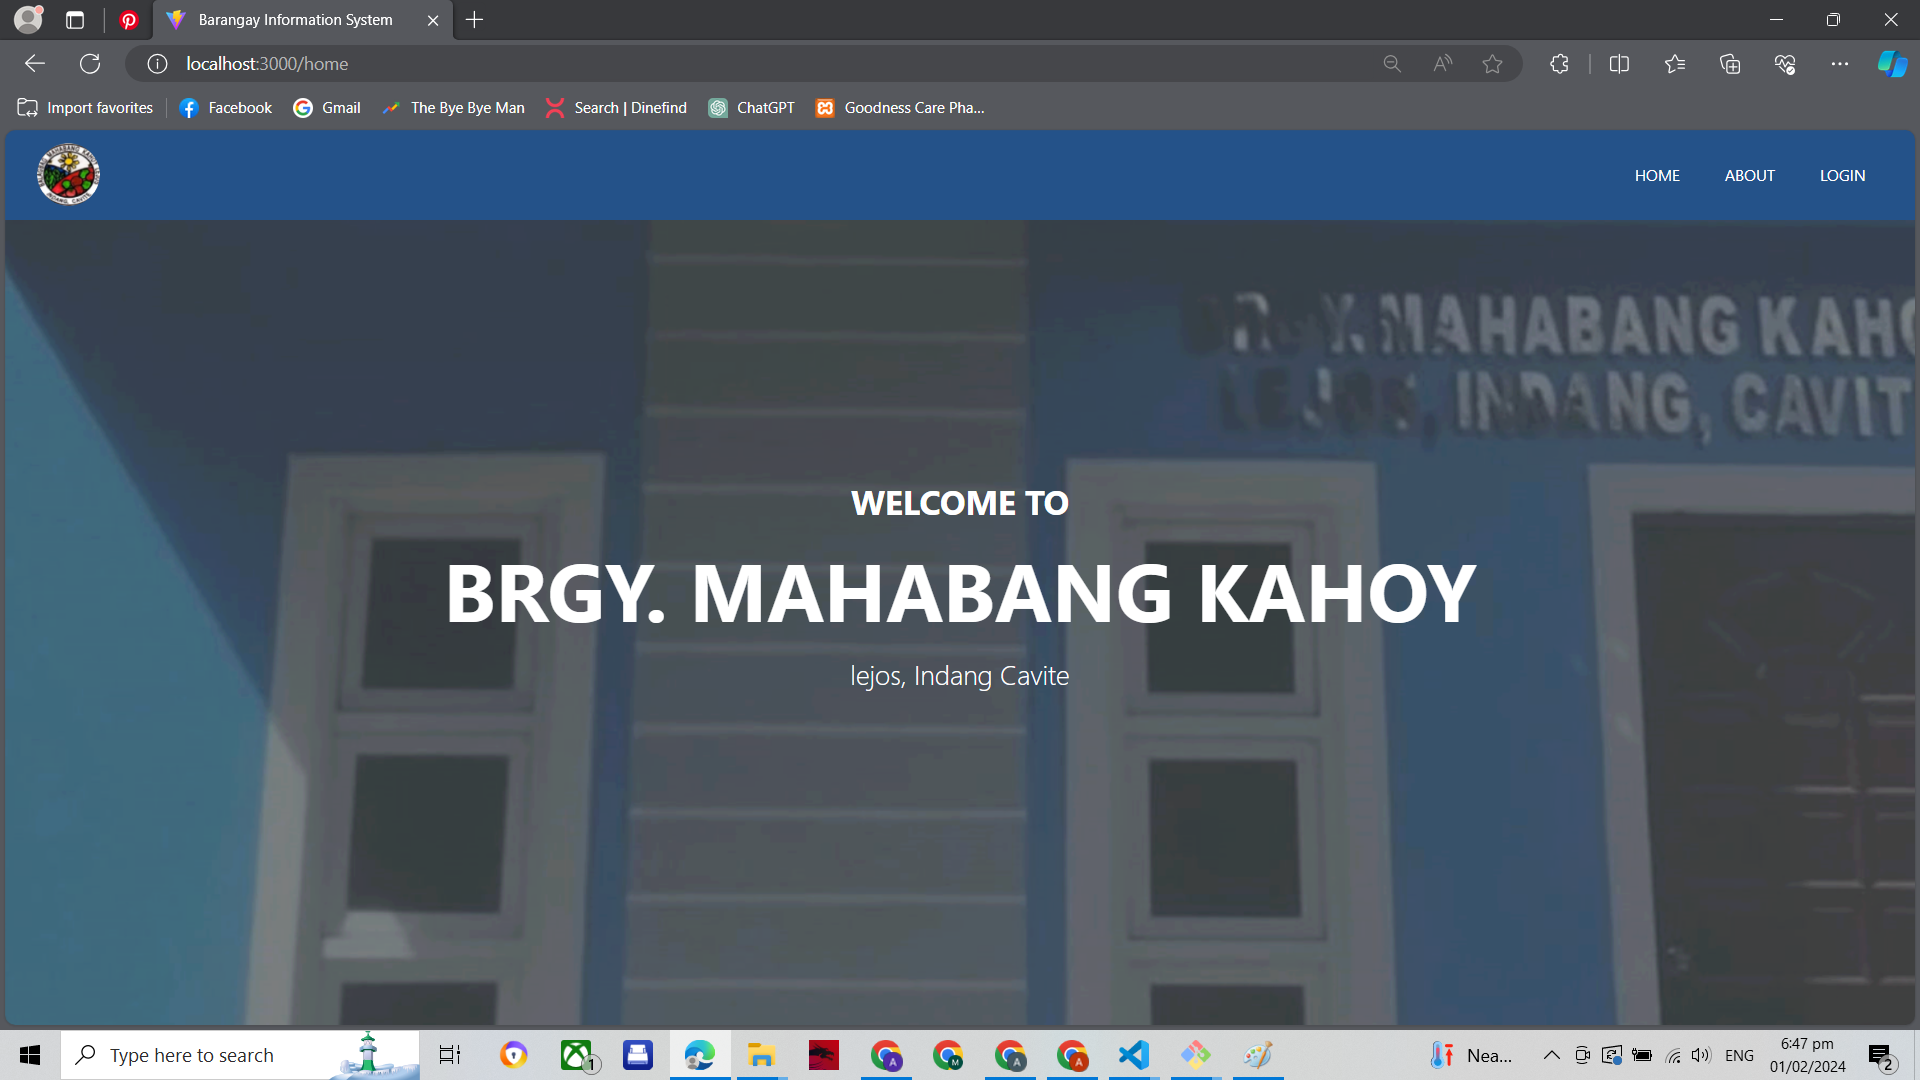 Barangay Information System
localhost:3000/home
Import favorites
Facebook
Gmail
The Bye Bye Man
Search | Dinefind
ChatGPT
Goodness Care Pha...
HOME
ABOUT
LOGIN
MAHABANG KAHO
LEJOS, INDANG, CAVIT
WELCOME TO
BRGY. MAHABANG KAHOY
lejos, Indang Cavite
Type here to search
1
A
M
A
A
Nea...
ENG
6:47 pm
01/02/2024
2